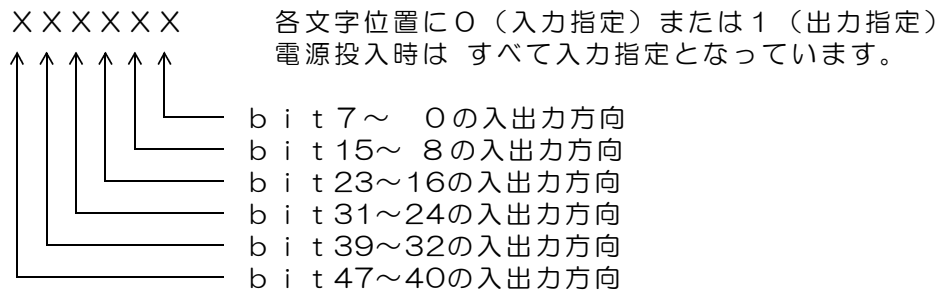 XXXXXX　各文字位置に0（入力指定）または1（出力指定）
電源投入時は すべて入力指定となっています。
bit7～ 0の入出力方向
bit15～ 8の入出力方向
bit23～16の入出力方向
bit31～24の入出力方向
bit39～32の入出力方向
bit47～40の入出力方向